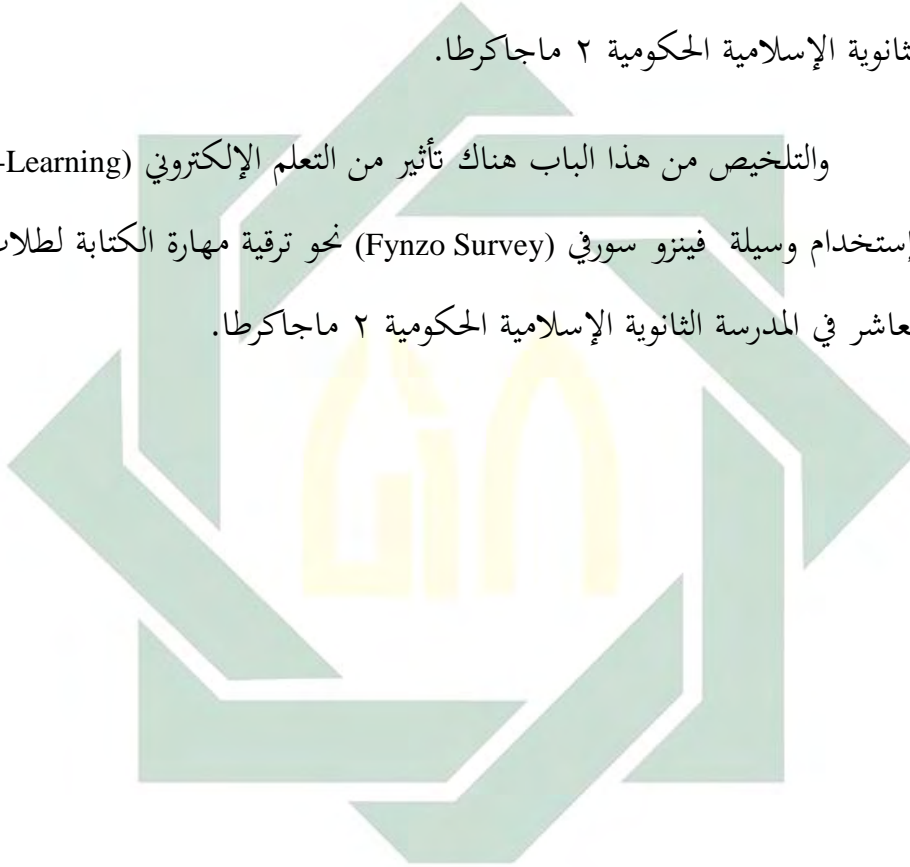 ثانوية الإسلامية الحكومية ٢ ماجاكرطا.
والتلخيص من هذا الباب هناك تأثير من التعلم الإلكتروني (-Learning
إستخدام وسيلة فينزو سورفي (Fynzo Survey) نحو ترقية مهارة الكتابة لطلاب
عاشر في المدرسة الثانوية الإسلامية الحكومية ٢ ماجاكرطا.